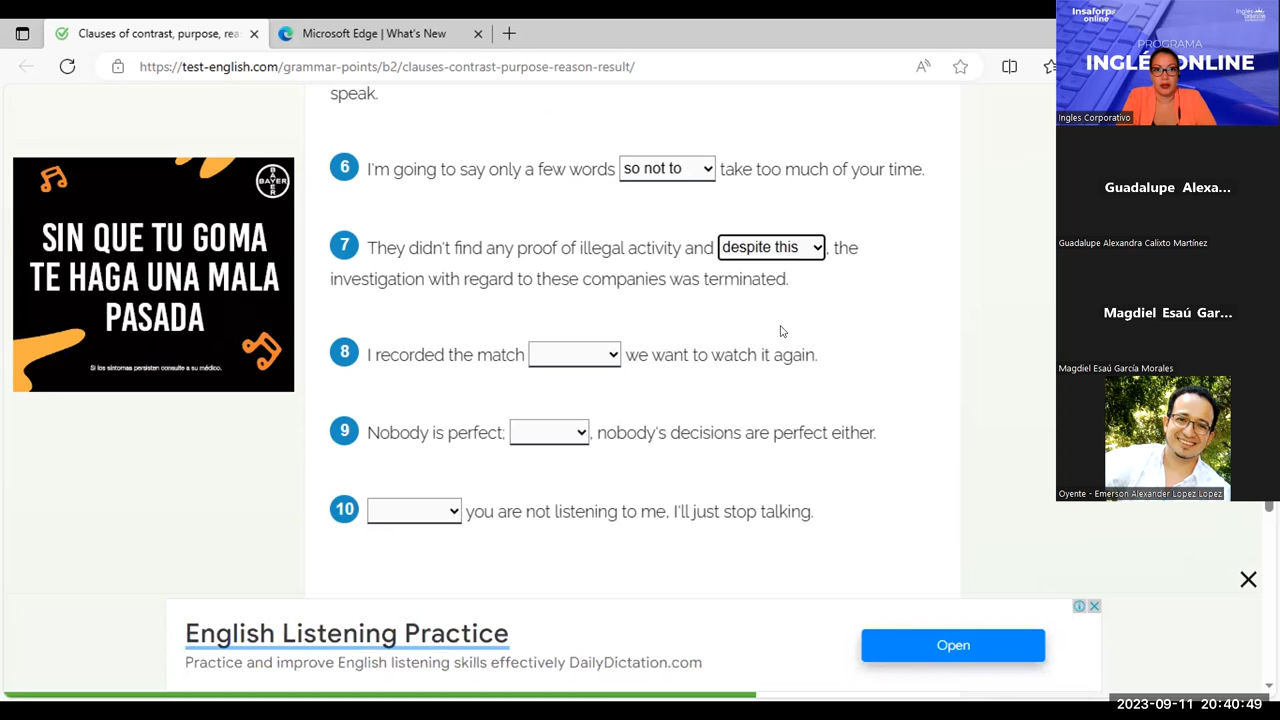 Clauses of contrast, purpose, rea
Microsoft Edge | What's New
https://test-english.com/grammar-points/b2/clauses-contrast-purpose-reason-result/
Insaforp online
PROGRAMA
INGLÉS ONLINE
Ingles Corporativo
speak.
6 I'm going to say only a few words so not to take too much of your time.
7 They didn't find any proof of illegal activity and despite this, the
investigation with regard to these companies was terminated.
8 I recorded the match we want to watch it again.
9 Nobody is perfect; , nobody's decisions are perfect either.
10 you are not listening to me, I'll just stop talking.
BAYER
BAYER
SIN QUE TU GOMA
TE HAGA UNA MALA
PASADA
Si los síntomas persisten consulte a su médico.
Guadalupe Alexa...
Guadalupe Alexandra Calixto Martínez
Magdiel Esaú Gar...
Magdiel Esaú García Morales
Oyente - Emerson Alexander Lopez Lopez
English Listening Practice
Practice and improve English listening skills effectively DailyDictation.com
Open
2023-09-11 20:40:49